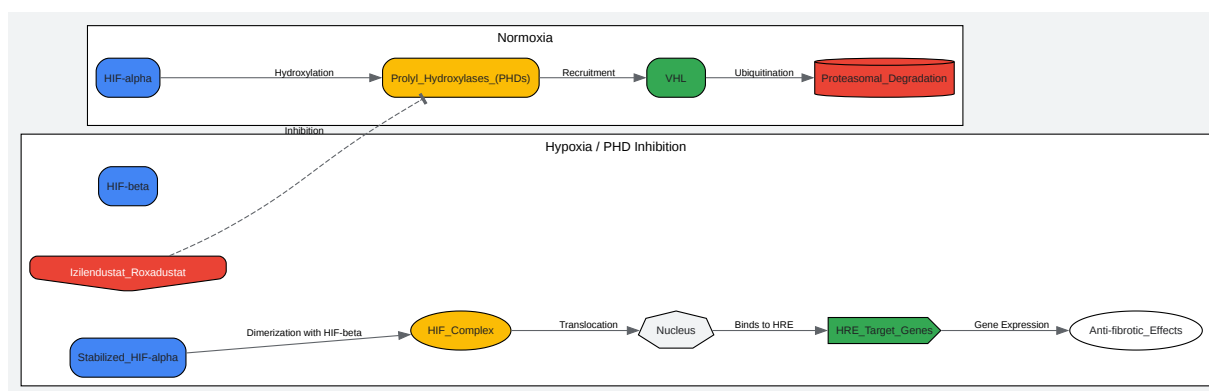 Normoxia
HIF-alpha
Hydroxylation
Prolyl_Hydroxylases_(PHDs)
Recruitment
VHL
Ubiquitination
Proteasomal_Degradation
Inhibition
Hypoxia / PHD Inhibition
HIF-beta
Izilendustat_Roxadustat
Stabilized_HIF-alpha
Dimerization with HIF-beta
HIF_Complex
Translocation
Nucleus
Binds to HRE
HRE_Target_Genes
Gene Expression
Anti-fibrotic_Effects